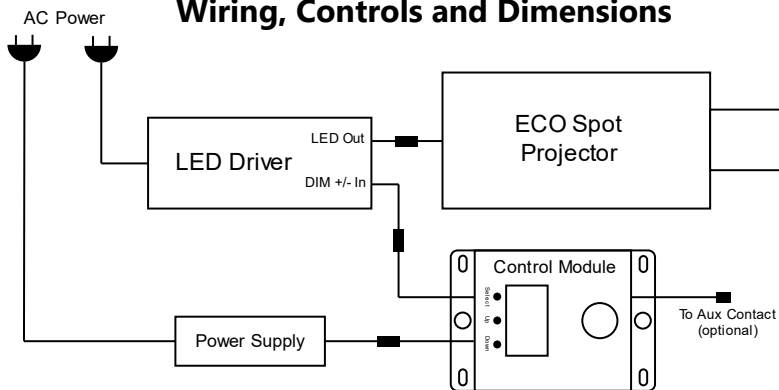 Wiring, Controls and Dimensions
AC Power
LED Driver
LED Out
DIM +/- In
ECO Spot
Projector
Control Module
Select
Up
Down
To Aux Contact
(optional)
Power Supply